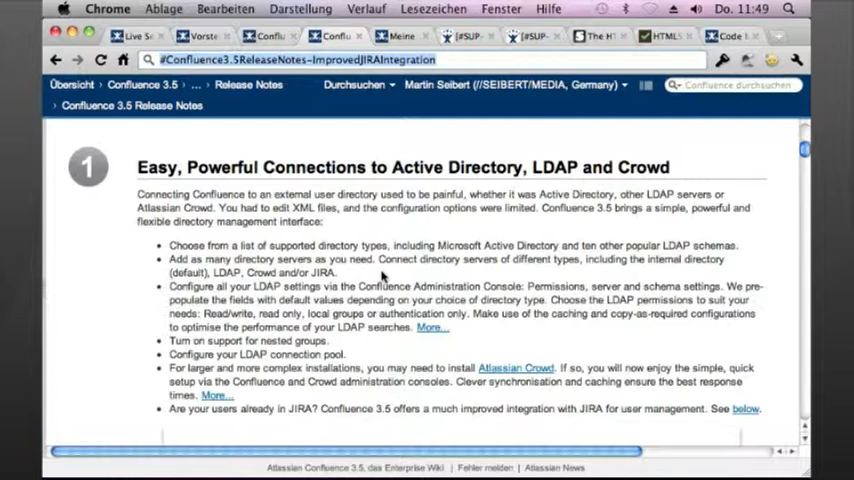 Chrome Ablage Bearbeiten Darstellung Verlauf Lesezeichen Fenster Hilfe Do. 11:49
Live S Vorste Conflu Conflu Meine [#SUP- [#SUP- The H HTML5 Code I
#Confluence3.5ReleaseNotes-ImprovedJIRAIntegration
Übersicht > Confluence 3.5 > ... > Release Notes Durchsuchen Martin Seibert (//SEIBERT/MEDIA, Germany) Confluence durchsuchen
> Confluence 3.5 Release Notes
1 Easy, Powerful Connections to Active Directory, LDAP and Crowd
Connecting Confluence to an external user directory used to be painful, whether it was Active Directory, other LDAP servers or
Atlassian Crowd. You had to edit XML files, and the configuration options were limited. Confluence 3.5 brings a simple, powerful and
flexible directory management interface:
• Choose from a list of supported directory types, including Microsoft Active Directory and ten other popular LDAP schemas.
• Add as many directory servers as you need. Connect directory servers of different types, including the internal directory
(default), LDAP, Crowd and/or JIRA.
• Configure all your LDAP settings via the Confluence Administration Console: Permissions, server and schema settings. We pre-
populate the fields with default values depending on your choice of directory type. Choose the LDAP permissions to suit your
needs: Read/write, read only, local groups or authentication only. Make use of the caching and copy-as-required configurations
to optimise the performance of your LDAP searches. More...
• Turn on support for nested groups.
• Configure your LDAP connection pool.
• For larger and more complex installations, you may need to install Atlassian Crowd. If so, you will now enjoy the simple, quick
setup via the Confluence and Crowd administration consoles. Clever synchronisation and caching ensure the best response
times. More...
• Are your users already in JIRA? Confluence 3.5 offers a much improved integration with JIRA for user management. See below.
Atlassian Confluence 3.5, das Enterprise Wiki | Fehler melden | Atlassian News